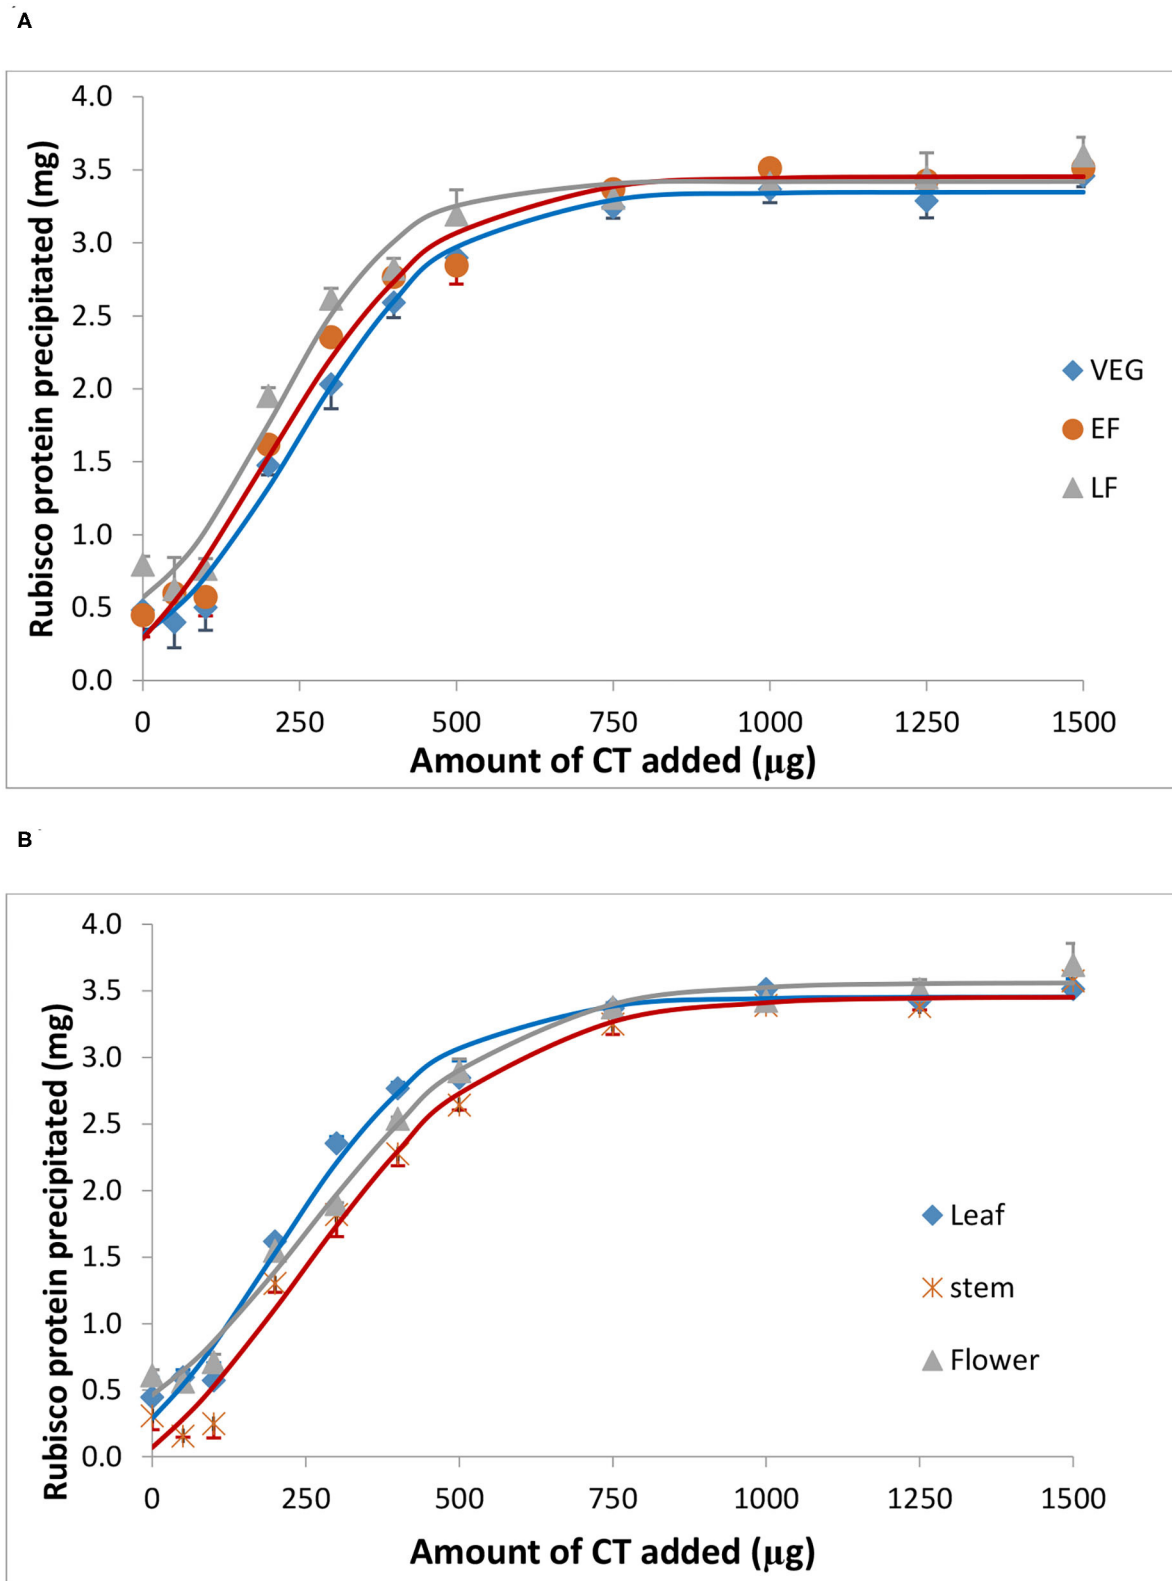 A
Rubisco protein precipitated (mg)
4.0
3.5
3.0
2.5
2.0
1.5
1.0
0.5
0.0
VEG
EF
LF
0 250 500 750 1000 1250 1500
Amount of CT added (µg)
B
Rubisco protein precipitated (mg)
4.0
3.5
3.0
2.5
2.0
1.5
1.0
0.5
0.0
Leaf
stem
Flower
0 250 500 750 1000 1250 1500
Amount of CT added (µg)